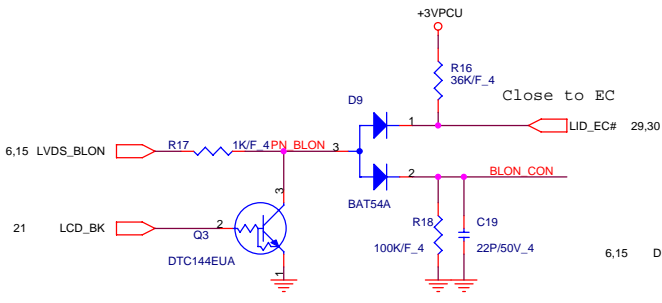 +3VPCU
R16
36K/F_4
Close to EC
D9
1
LID_EC# 29,30
6,15 LVDS_BLON
R17 1K/F_4 PN_BLON 3
2 BLON_CON
3
BAT54A
21 LCD_BK
2
Q3
R18
C19
100K/F_4
22P/50V_4
DTC144EUA
1
6,15 D